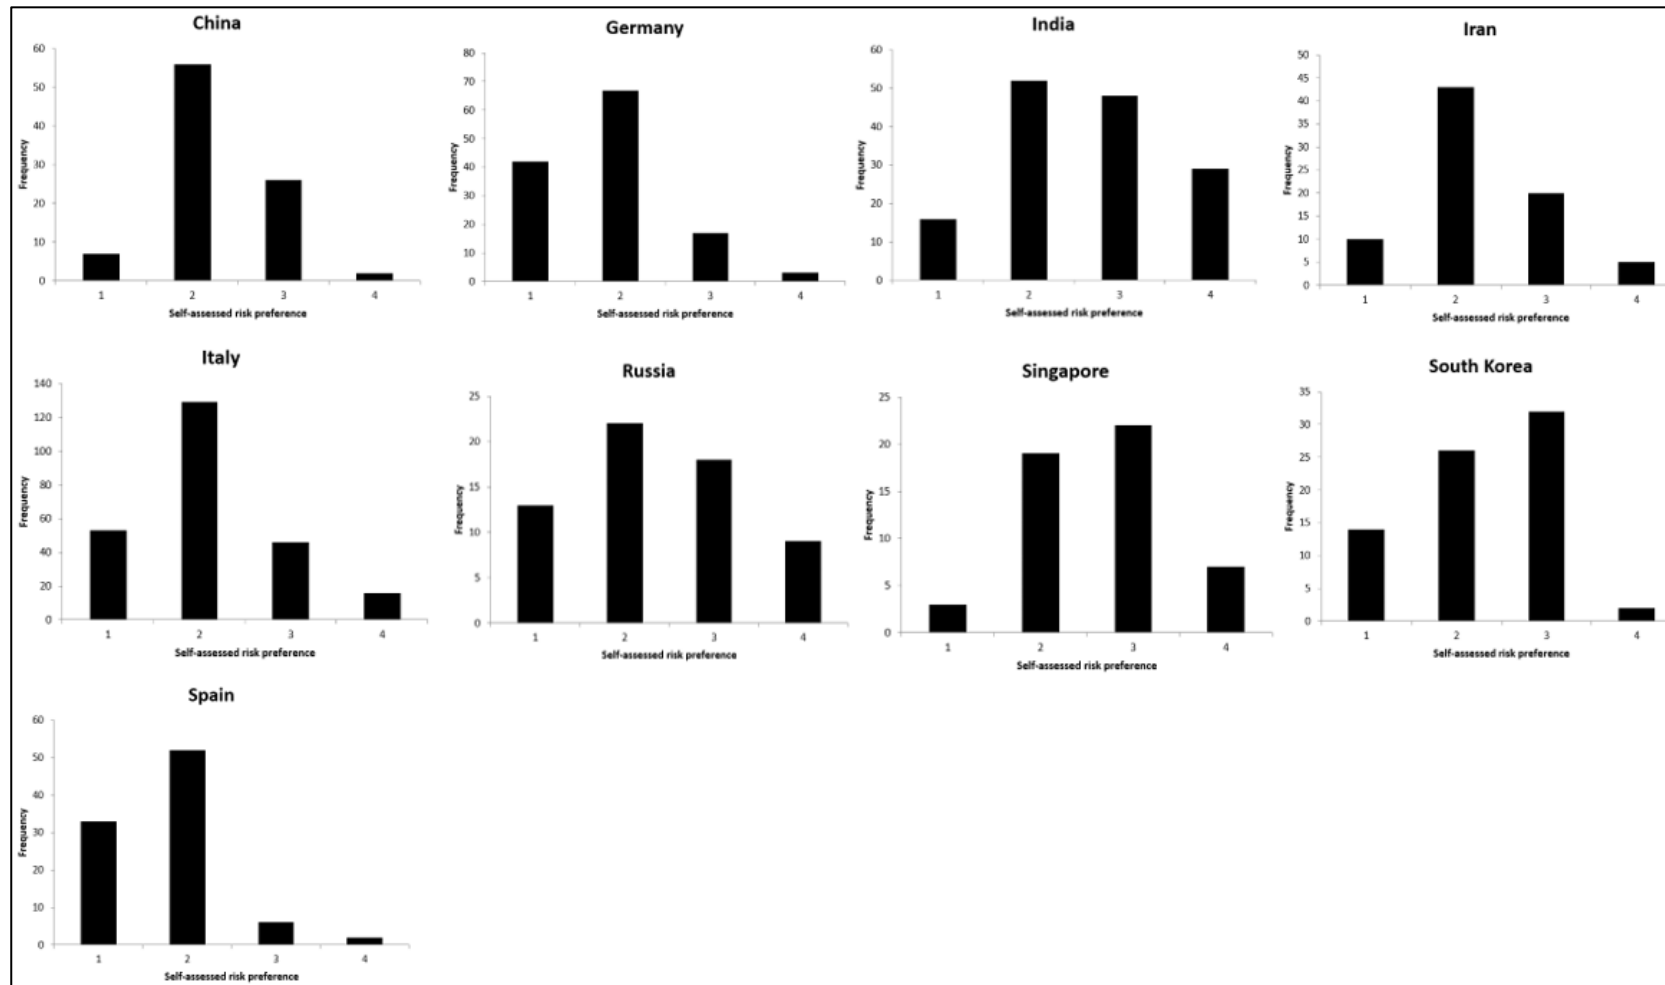 China
60
50
40
30
20
10
0
Frequency
1 2 3 4
Self-assessed risk preference
Germany
80
70
60
50
40
30
20
10
0
Frequency
1 2 3 4
Self-assessed risk preference
India
60
50
40
30
20
10
0
Frequency
1 2 3 4
Self-assessed risk preference
Iran
50
45
40
35
30
25
20
15
10
5
0
Frequency
1 2 3 4
Self-assessed risk preference
Italy
140
120
100
80
60
40
20
0
Frequency
1 2 3 4
Self-assessed risk preference
Russia
25
20
15
10
5
0
Frequency
1 2 3 4
Self-assessed risk preference
Singapore
25
20
15
10
5
0
Frequency
1 2 3 4
Self-assessed risk preference
South Korea
35
30
25
20
15
10
5
0
Frequency
1 2 3 4
Self-assessed risk preference
Spain
60
50
40
30
20
10
0
Frequency
1 2 3 4
Self-assessed risk preference